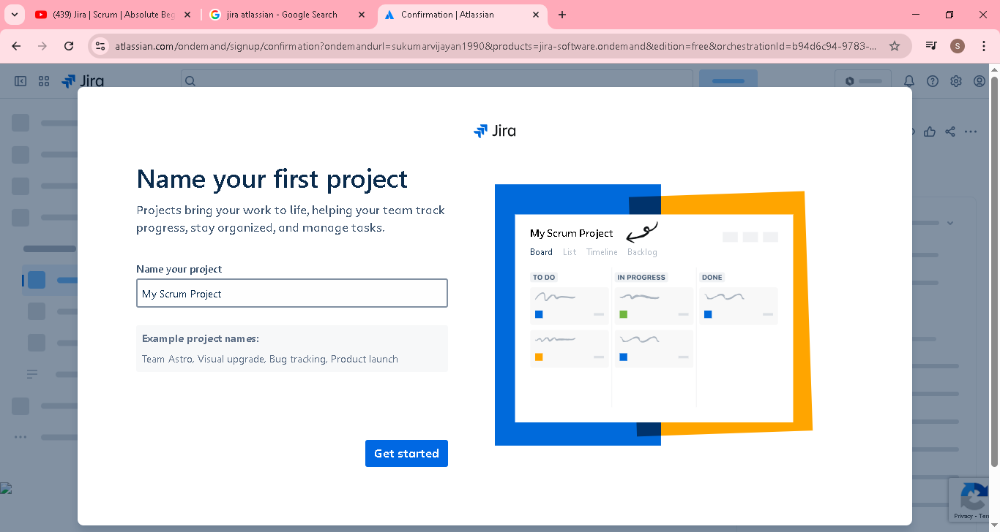 (439) Jira | Scrum | Absolute Beg
jira atlassian - Google Search
Confirmation | Atlassian
atlassian.com/ondemand/signup/confirmation?ondemandurl=sukumarvijayan1990&products=jira-software.ondemand&edition=free&orchestrationId=b94d6c94-9783-...
S
Jira
Jira
Name your first project
Projects bring your work to life, helping your team track
progress, stay organized, and manage tasks.
Name your project
My Scrum Project
Example project names:
Team Astro, Visual upgrade, Bug tracking, Product launch
Get started
My Scrum Project
Board List Timeline Backlog
TO DO IN PROGRESS DONE
Privacy - Terr